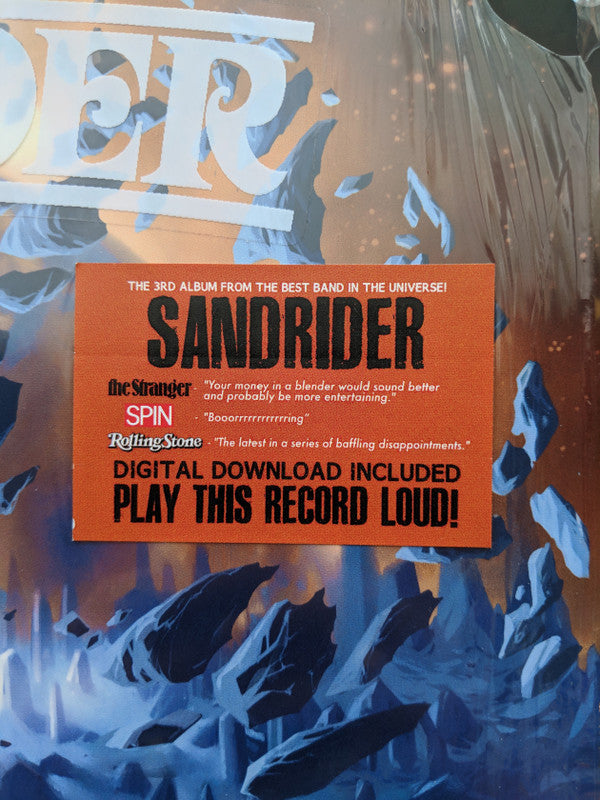 DER
THE 3RD ALBUM FROM THE BEST BAND IN THE UNIVERSE!
SANDRIDER
the Stranger - "Your money in a blender would sound better
and probably be more entertaining."
SPIN - "Booorrrrrrrrrrrring"
Rolling Stone - "The latest in a series of baffling disappointments."
DIGITAL DOWNLOAD INCLUDED
PLAY THIS RECORD LOUD!